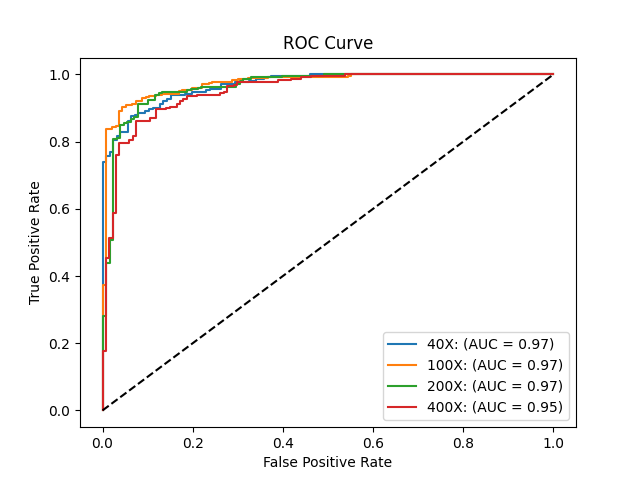 ROC Curve
1.0
0.8
0.6
0.4
0.2
0.0
True Positive Rate
40X: (AUC = 0.97)
100X: (AUC = 0.97)
200X: (AUC = 0.97)
400X: (AUC = 0.95)
0.0 0.2 0.4 0.6 0.8 1.0
False Positive Rate